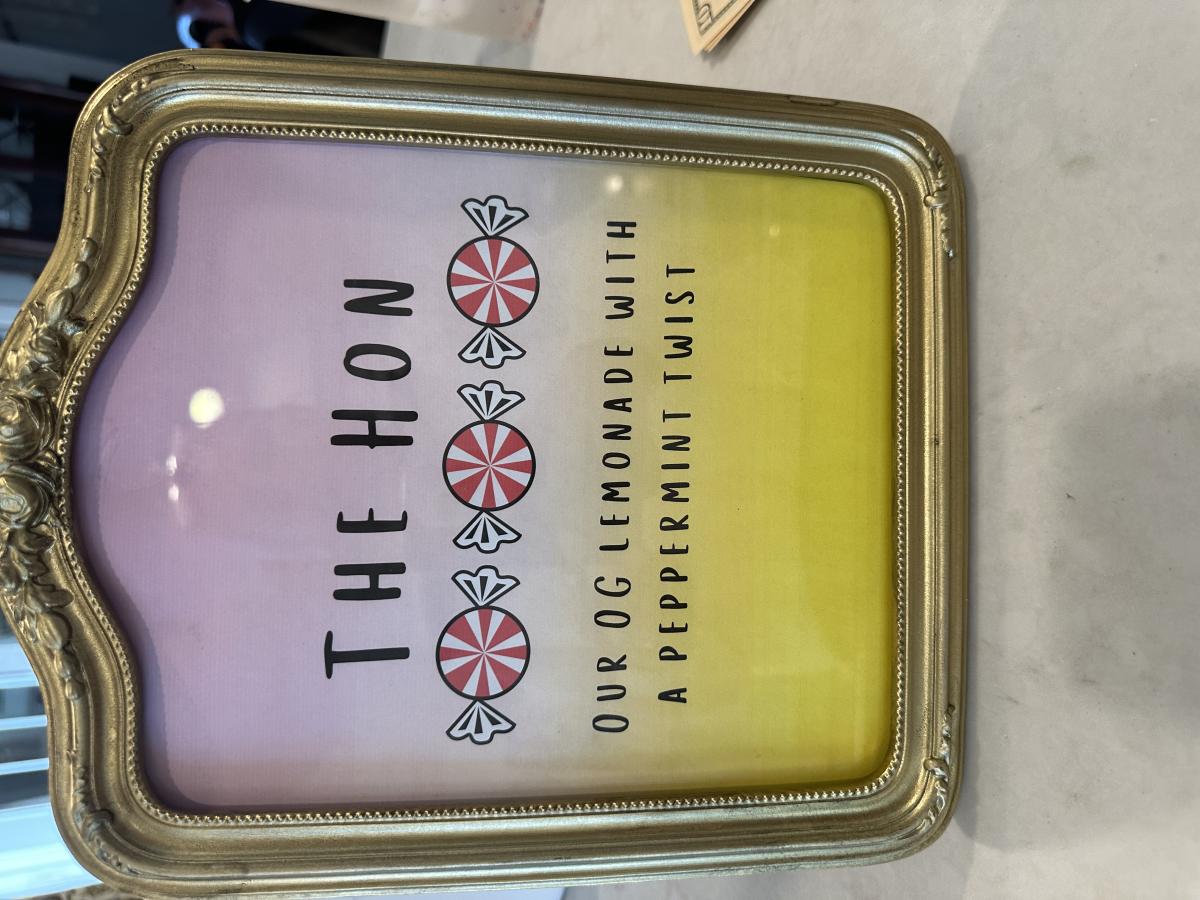 THE HON
OUR OG LEMONADE WITH
A PEPPERMINT TWIST